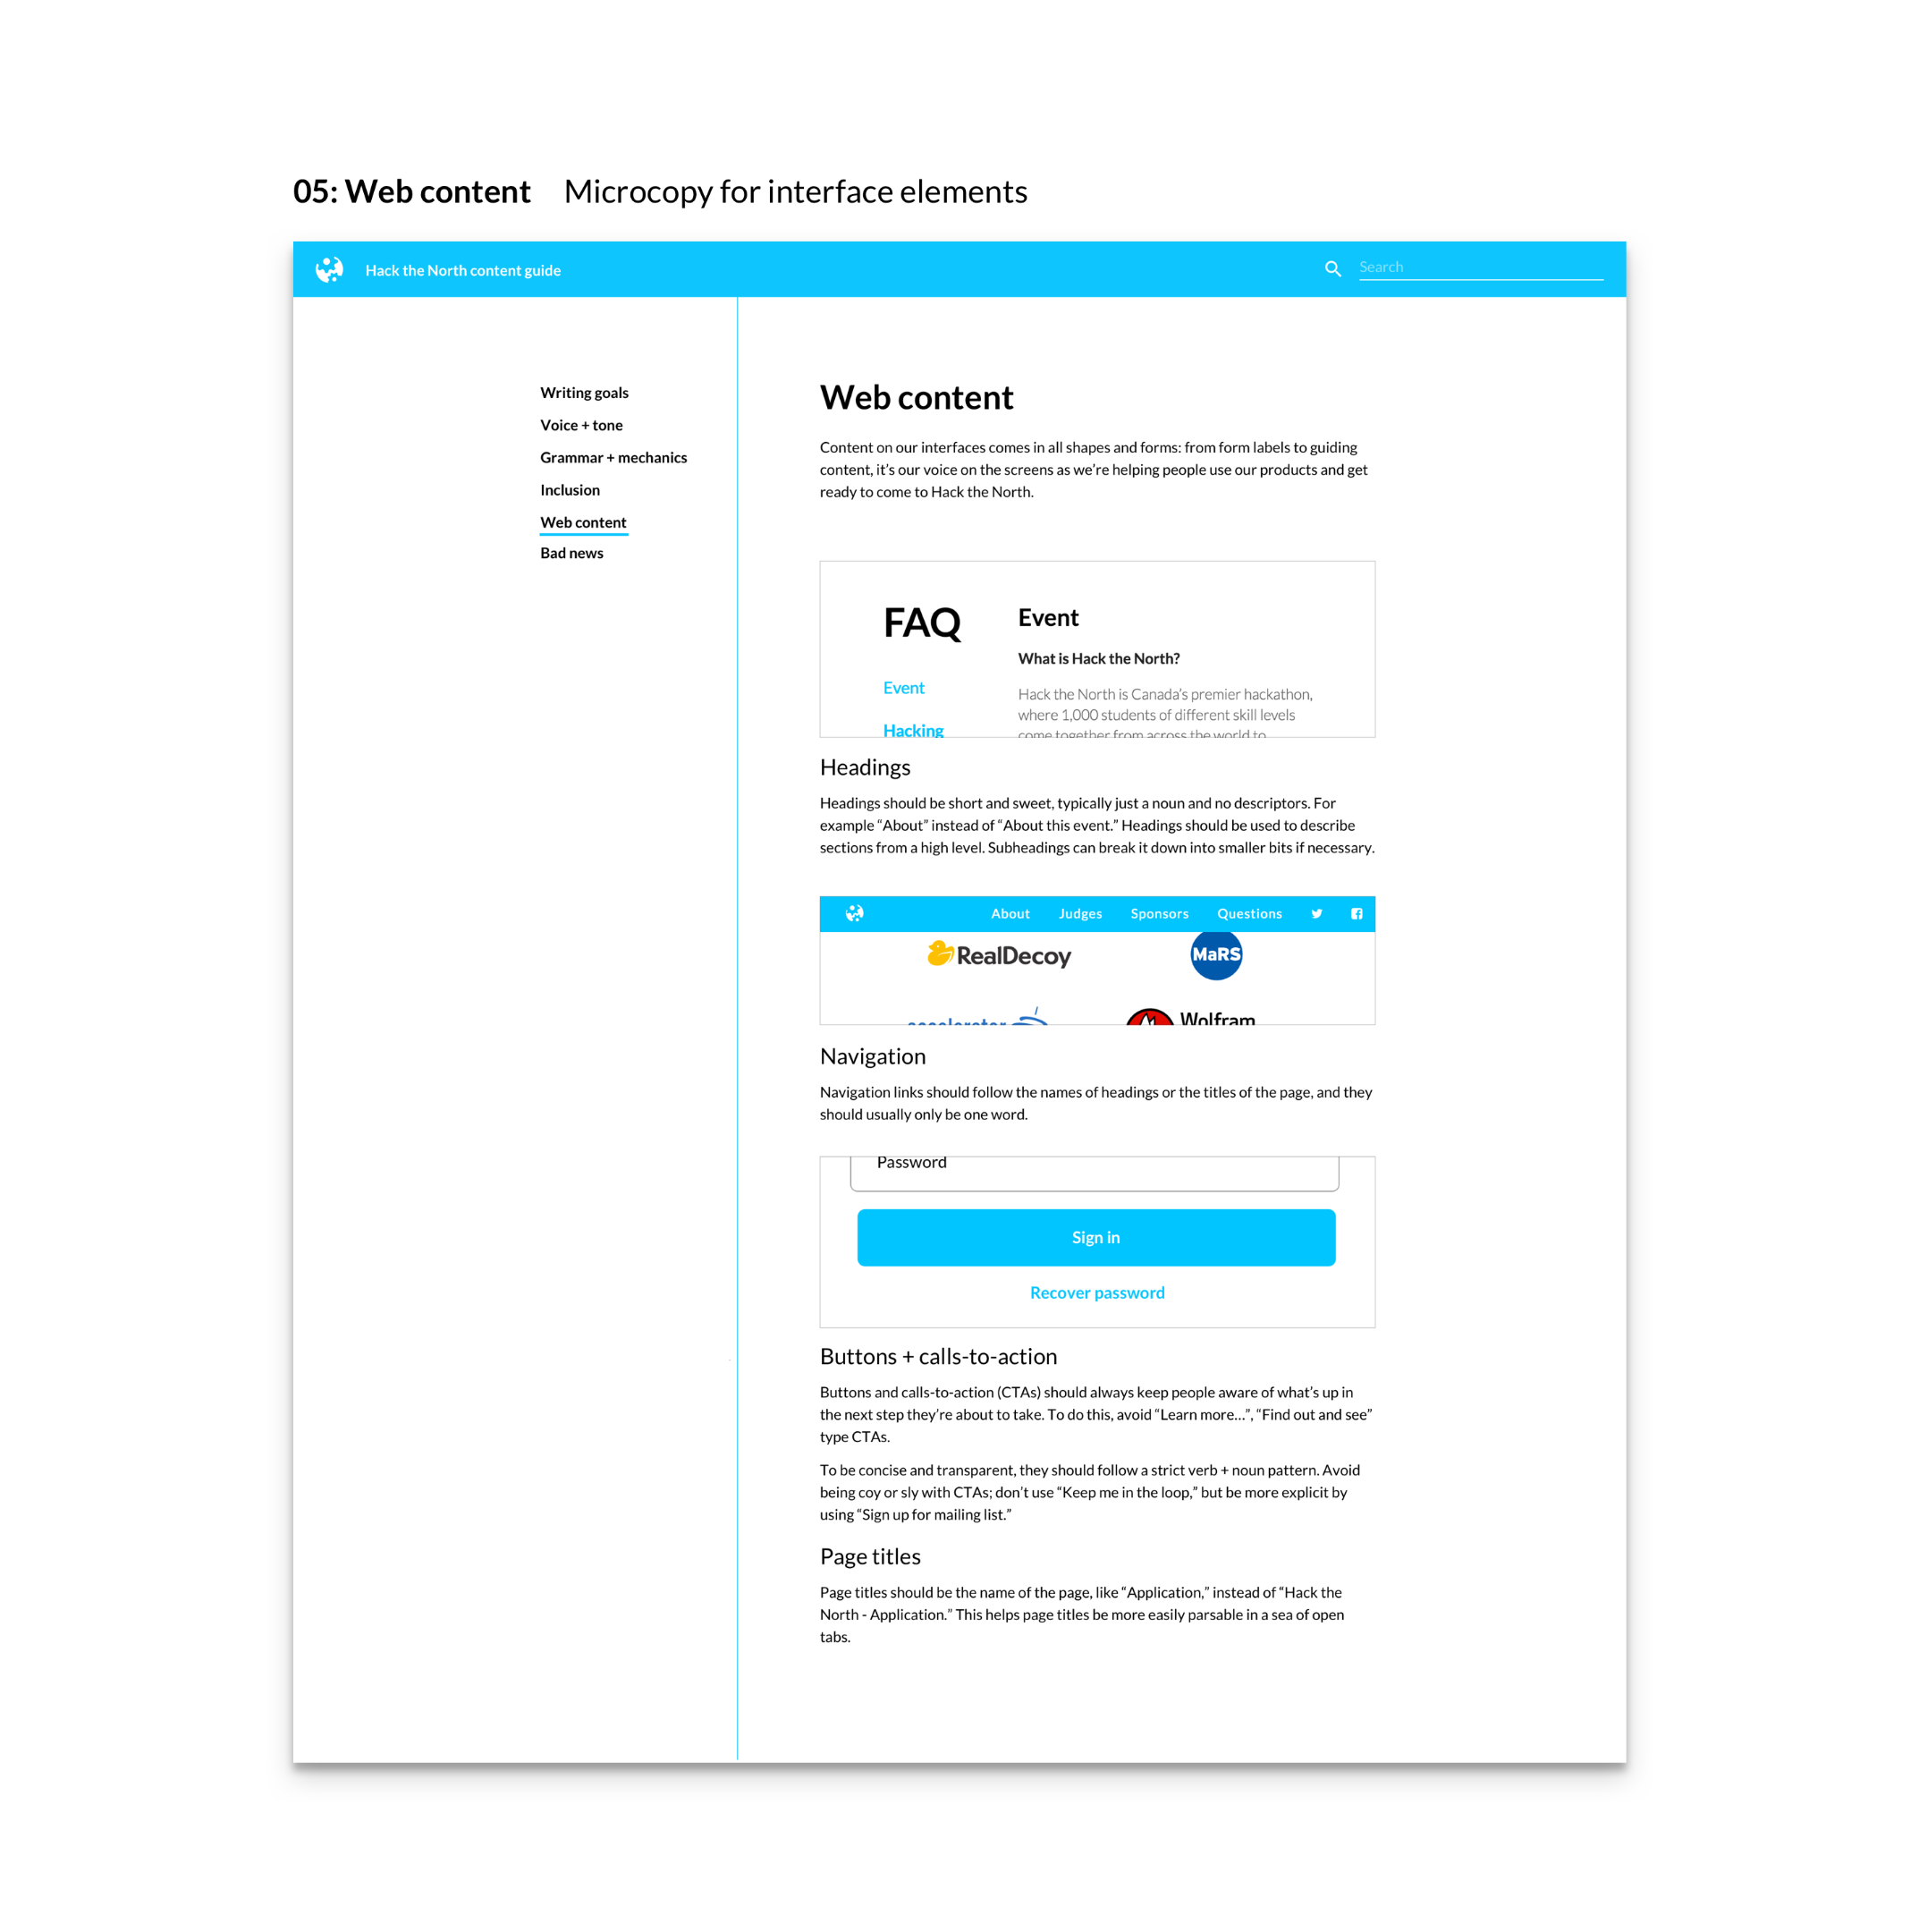 05: Web content Microcopy for interface elements
Hack the North content guide
Search
Writing goals
Voice + tone
Grammar + mechanics
Inclusion
Web content
Bad news
Web content
Content on our interfaces comes in all shapes and forms: from form labels to guiding
content, it’s our voice on the screens as we’re helping people use our products and get
ready to come to Hack the North.
FAQ
Event
Hacking
Event
What is Hack the North?
Hack the North is Canada’s premier hackathon,
where 1,000 students of different skill levels
come together from across the world to
Headings
Headings should be short and sweet, typically just a noun and no descriptors. For
example “About” instead of “About this event.” Headings should be used to describe
sections from a high level. Subheadings can break it down into smaller bits if necessary.
About Judges Sponsors Questions
RealDecoy MaRS
accelerator Wolfram
Navigation
Navigation links should follow the names of headings or the titles of the page, and they
should usually only be one word.
Password
Sign in
Recover password
Buttons + calls-to-action
Buttons and calls-to-action (CTAs) should always keep people aware of what’s up in
the next step they’re about to take. To do this, avoid “Learn more...”, “Find out and see”
type CTAs.
To be concise and transparent, they should follow a strict verb + noun pattern. Avoid
being coy or sly with CTAs; don’t use “Keep me in the loop,” but be more explicit by
using “Sign up for mailing list.”
Page titles
Page titles should be the name of the page, like “Application,” instead of “Hack the
North - Application.” This helps page titles be more easily parsable in a sea of open
tabs.